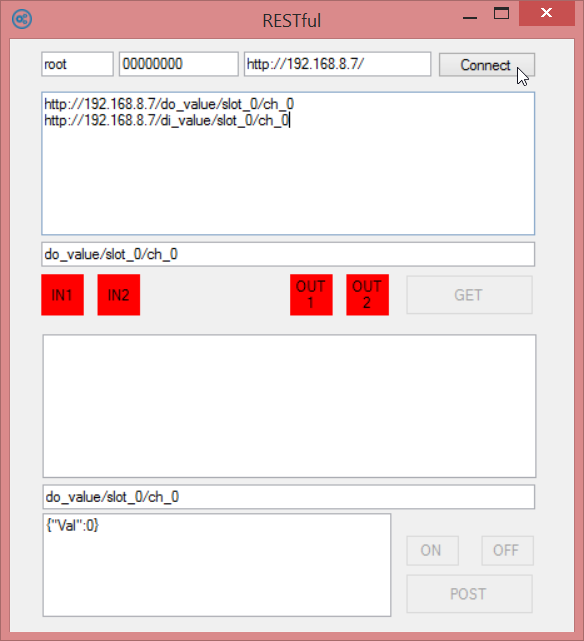 RESTful
root 00000000 http://192.168.8.7/ Connect
http://192.168.8.7/do_value/slot_0/ch_0
http://192.168.8.7/di_value/slot_0/ch_0
do_value/slot_0/ch_0
IN1 IN2 OUT 1 OUT 2 GET
do_value/slot_0/ch_0
{"Val":0}
ON OFF
POST